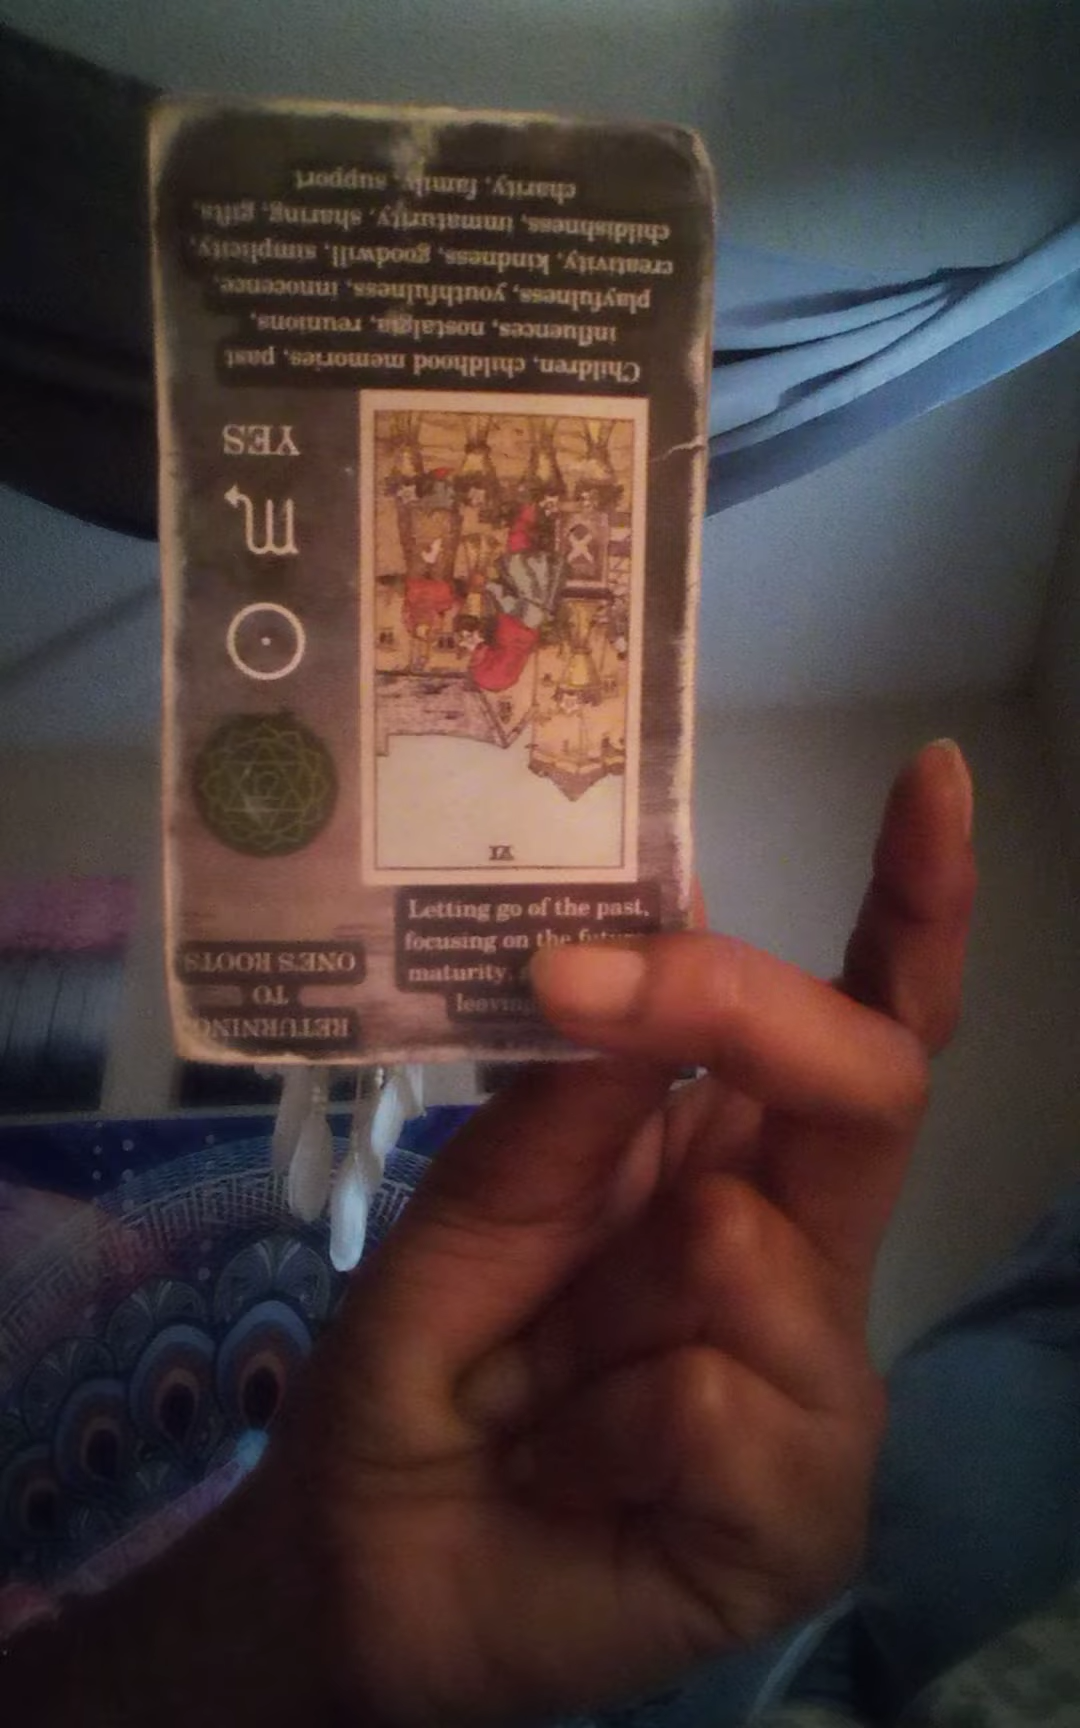 Children, childhood memories, past
influences, nostalgia, reunions,
playfulness, youthfulness, innocence,
creativity, kindness, goodwill, simplicity,
childishness, immaturity, sharing, gifts,
charity, family, support
YES
VI
Letting go of the past,
focusing on the
maturity,
RETURNING
TO
ONE'S ROOTS